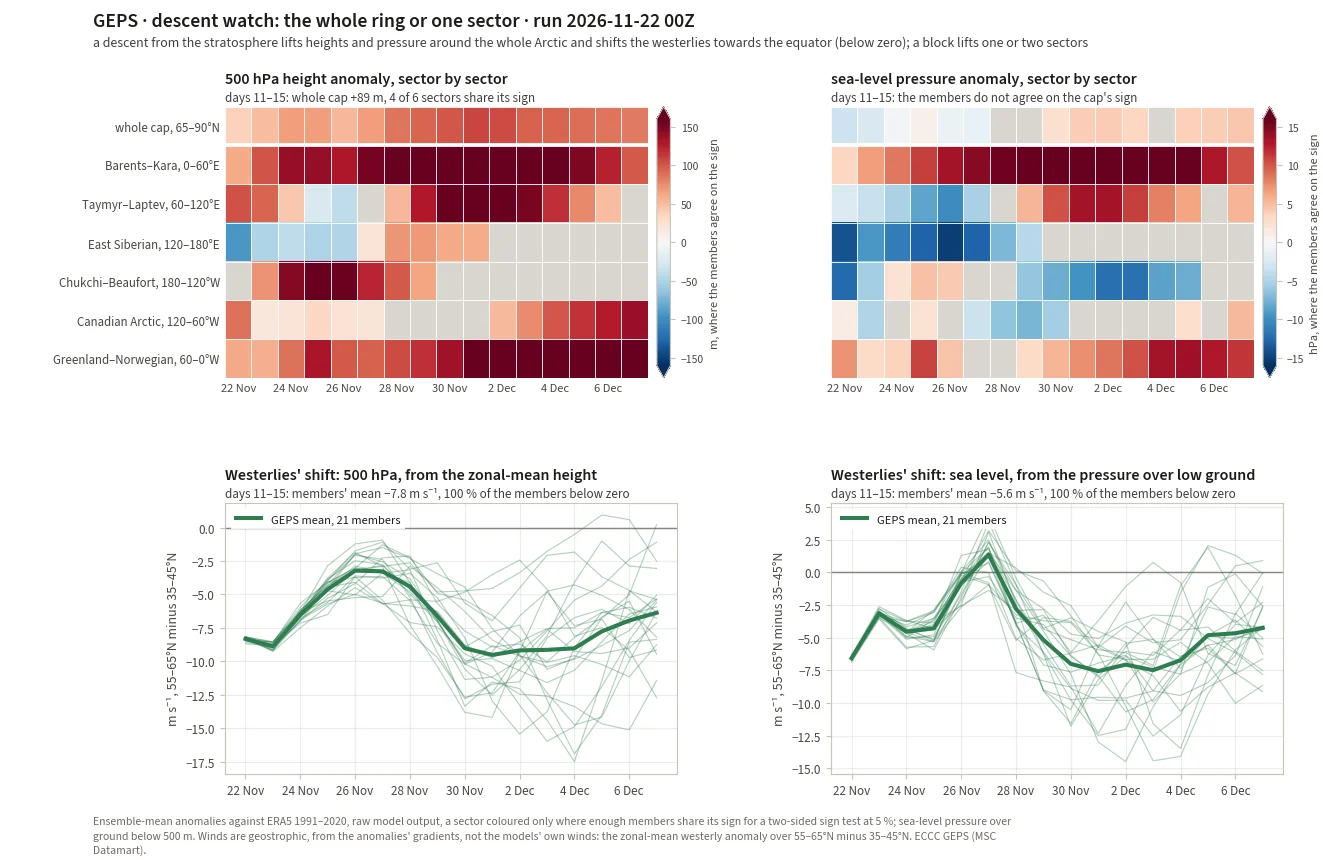 GEPS · descent watch: the whole ring or one sector · run 2026-11-22 00Z
a descent from the stratosphere lifts heights and pressure around the whole Arctic and shifts the westerlies towards the equator (below zero); a block lifts one or two sectors
500 hPa height anomaly, sector by sector
days 11–15: whole cap +89 m, 4 of 6 sectors share its sign
whole cap, 65–90°N
Barents–Kara, 0–60°E
Taymyr–Laptev, 60–120°E
East Siberian, 120–180°E
Chukchi–Beaufort, 180–120°W
Canadian Arctic, 120–60°W
Greenland–Norwegian, 60–0°W
22 Nov 24 Nov 26 Nov 28 Nov 30 Nov 2 Dec 4 Dec 6 Dec
150
100
50
0
−50
−100
−150
m, where the members agree on the sign
sea-level pressure anomaly, sector by sector
days 11–15: the members do not agree on the cap's sign
22 Nov 24 Nov 26 Nov 28 Nov 30 Nov 2 Dec 4 Dec 6 Dec
15
10
5
0
−5
−10
−15
hPa, where the members agree on the sign
Westerlies' shift: 500 hPa, from the zonal-mean height
days 11–15: members' mean −7.8 m s⁻¹, 100 % of the members below zero
GEPS mean, 21 members
0.0
−2.5
−5.0
−7.5
−10.0
−12.5
−15.0
−17.5
m s⁻¹, 55–65°N minus 35–45°N
22 Nov 24 Nov 26 Nov 28 Nov 30 Nov 2 Dec 4 Dec 6 Dec
Westerlies' shift: sea level, from the pressure over low ground
days 11–15: members' mean −5.6 m s⁻¹, 100 % of the members below zero
GEPS mean, 21 members
5.0
2.5
0.0
−2.5
−5.0
−7.5
−10.0
−12.5
−15.0
m s⁻¹, 55–65°N minus 35–45°N
22 Nov 24 Nov 26 Nov 28 Nov 30 Nov 2 Dec 4 Dec 6 Dec
Ensemble-mean anomalies against ERA5 1991–2020, raw model output, a sector coloured only where enough members share its sign for a two-sided sign test at 5 %; sea-level pressure over
ground below 500 m. Winds are geostrophic, from the anomalies' gradients, not the models' own winds: the zonal-mean westerly anomaly over 55–65°N minus 35–45°N. ECCC GEPS (MSC
Datamart).